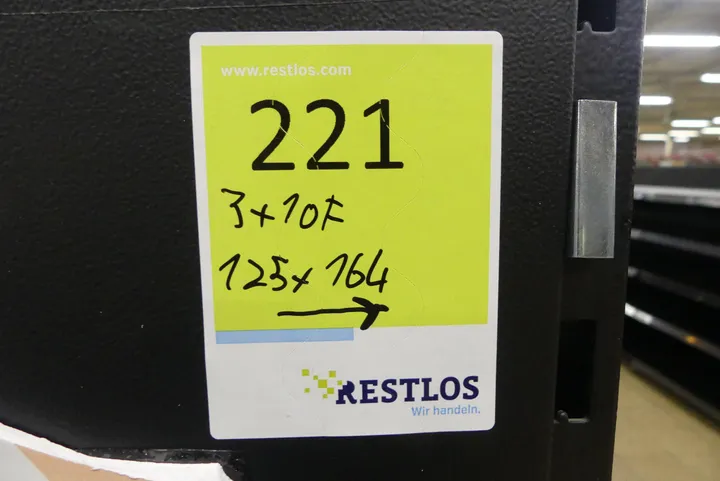 www.restlos.com
221
3x10F
125x164
RESTLOS
Wir handeln.